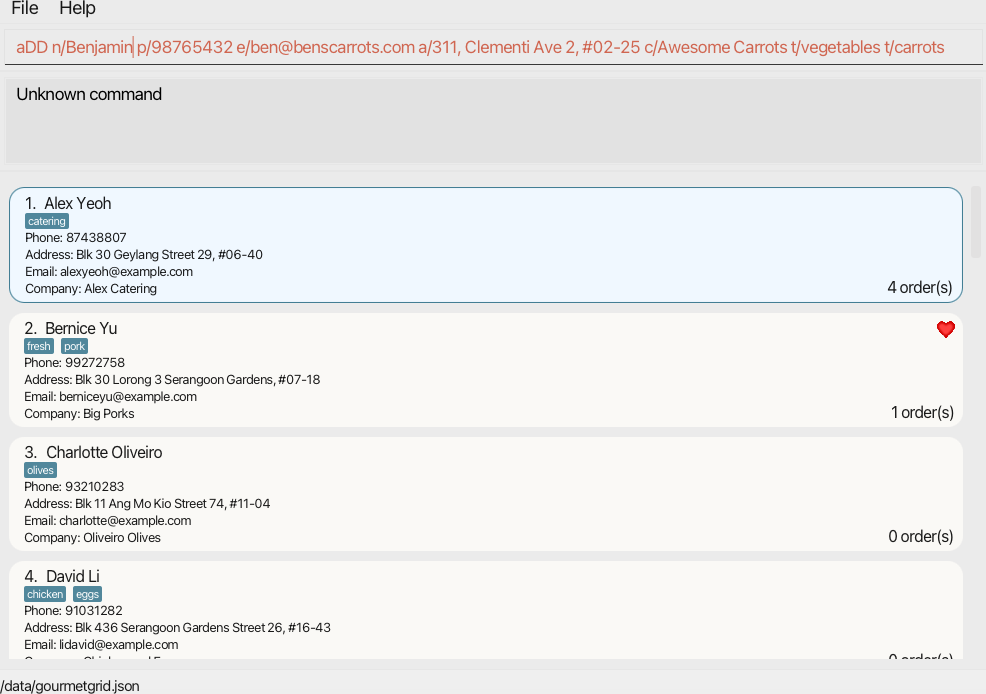 File Help
aDD n/Benjamin p/98765432 e/ben@benscarrots.com a/311, Clementi Ave 2, #02-25 c/Awesome Carrots t/vegetables t/carrots
Unknown command
1. Alex Yeoh
catering
Phone: 87438807
Address: Blk 30 Geylang Street 29, #06-40
Email: alexyeoh@example.com
Company: Alex Catering
4 order(s)
2. Bernice Yu
fresh pork
Phone: 99272758
Address: Blk 30 Lorong 3 Serangoon Gardens, #07-18
Email: berniceyu@example.com
Company: Big Porks
1 order(s)
3. Charlotte Oliveiro
olives
Phone: 93210283
Address: Blk 11 Ang Mo Kio Street 74, #11-04
Email: charlotte@example.com
Company: Oliveiro Olives
0 order(s)
4. David Li
chicken eggs
Phone: 91031282
Address: Blk 436 Serangoon Gardens Street 26, #16-43
Email: lidavid@example.com
0 order(s)
/data/gourmetgrid.json